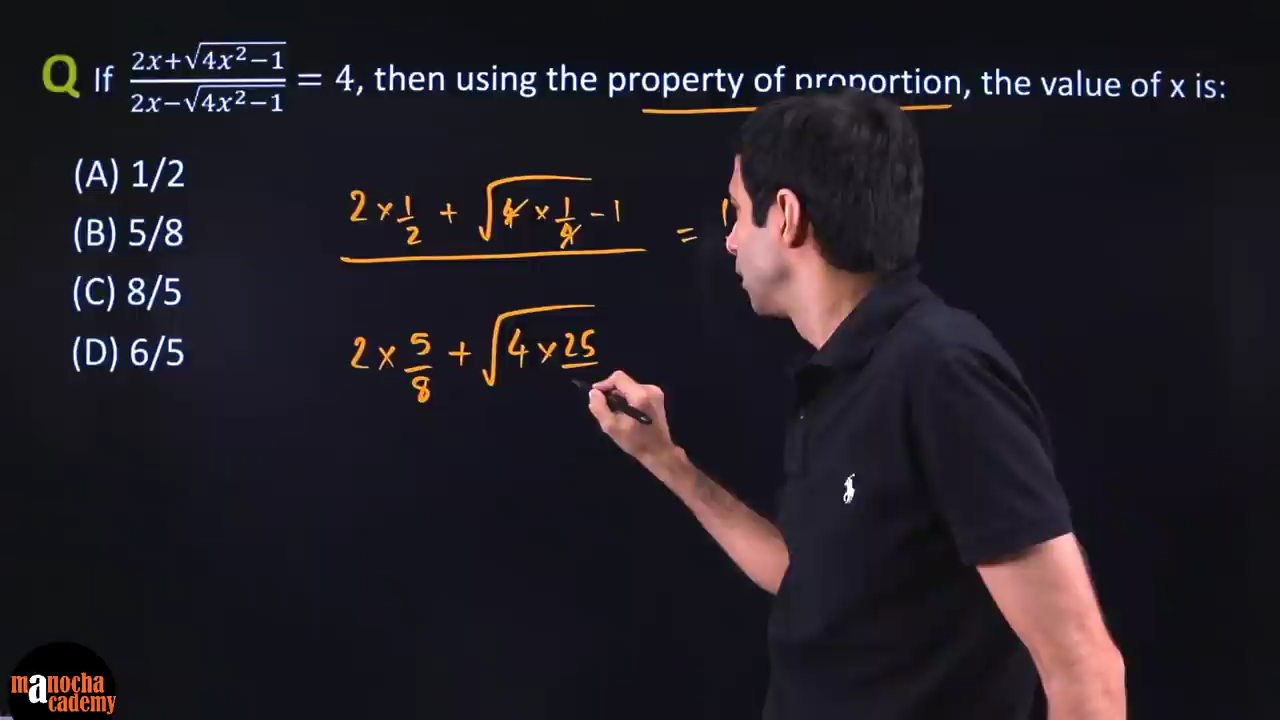 Q If (2x+√(4x²−1))/(2x−√(4x²−1)) = 4, then using the property of proportion, the value of x is:
(A) 1/2
(B) 5/8
(C) 8/5
(D) 6/5
2 × 1/2 + √(4 × 1/4 - 1 =
2 × 5/8 + √(4 × 25
manocha
academy